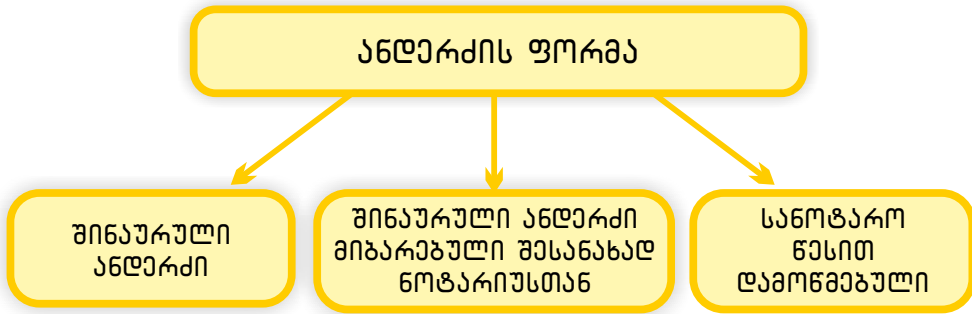 ანდერძის ფორმა
შინაურული
ანდერძი
შინაურული ანდერძი
მიბარებული შესანახად
ნოტარიუსთან
სანოტარო
წესით
დამოწმებული